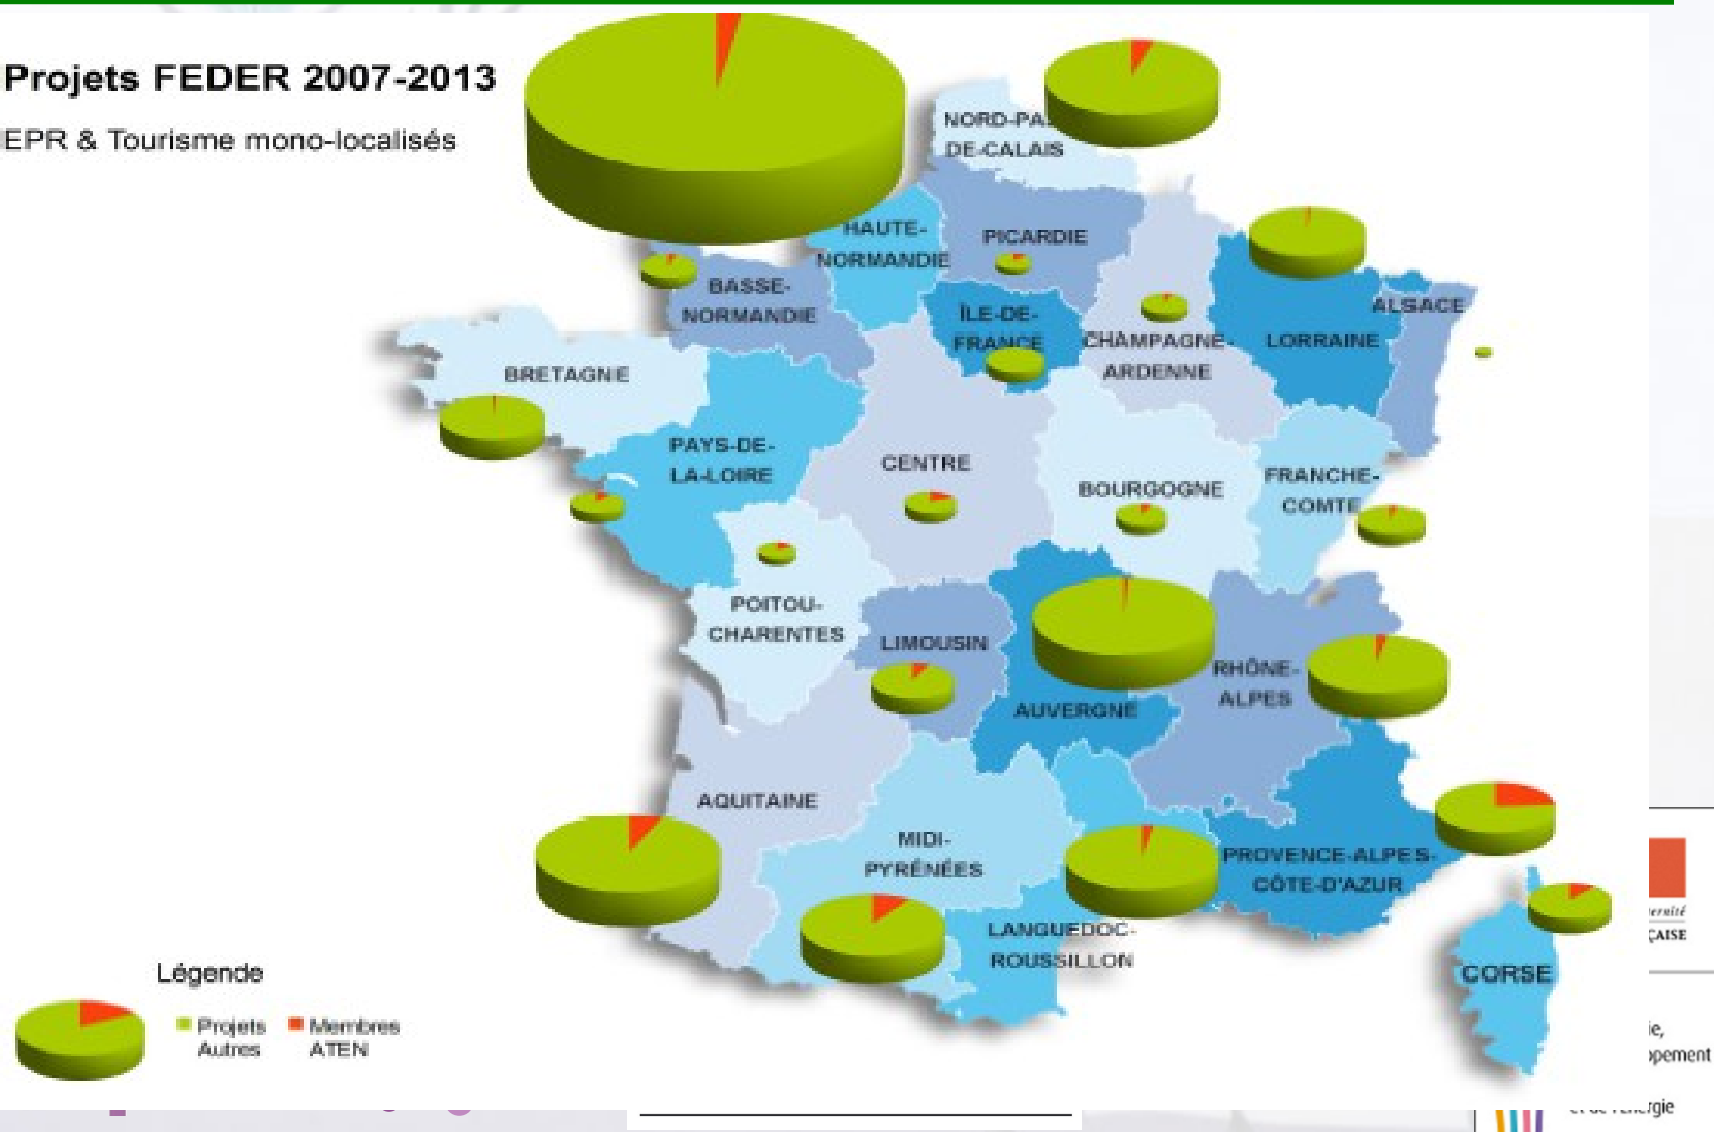 Projets FEDER 2007-2013
EPR & Tourisme mono-localisés
NORD-PAS
DE-CALAIS
HAUTE-
NORMANDIE
PICARDIE
BASSE-
NORMANDIE
ÎLE-DE-
FRANCE
CHAMPAGNE-
ARDENNE
LORRAINE
ALSACE
BRETAGNE
PAYS-DE-
LA-LOIRE
CENTRE
BOURGOGNE
FRANCHE-
COMTE
POITOU-
CHARENTES
LIMOUSIN
AUVERGNE
RHÔNE-
ALPES
AQUITAINE
MIDI-
PYRÉNÉES
PROVENCE-ALPES-
CÔTE-D'AZUR
LANGUEDOC-
ROUSSILLON
CORSE
Légende
Projets
Autres
Membres
ATEN